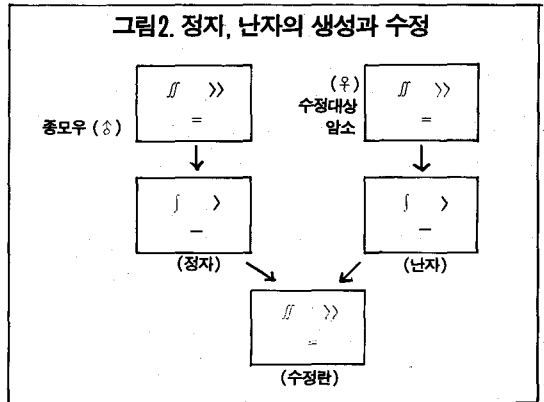 그림2. 정자, 난자의 생성과 수정
종모우 (♂)
(♀)
수정대상
암소
∬ >>
=
∬ >>
=
∫ >
−
∫ >
−
(정자)
(난자)
∬ >>
=
(수정란)